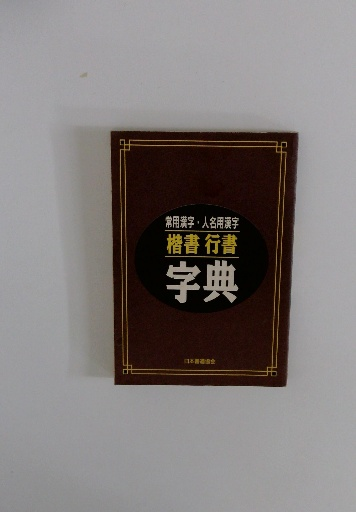 常用漢字・人名用漢字
楷書 行書
字典
日本書道協会